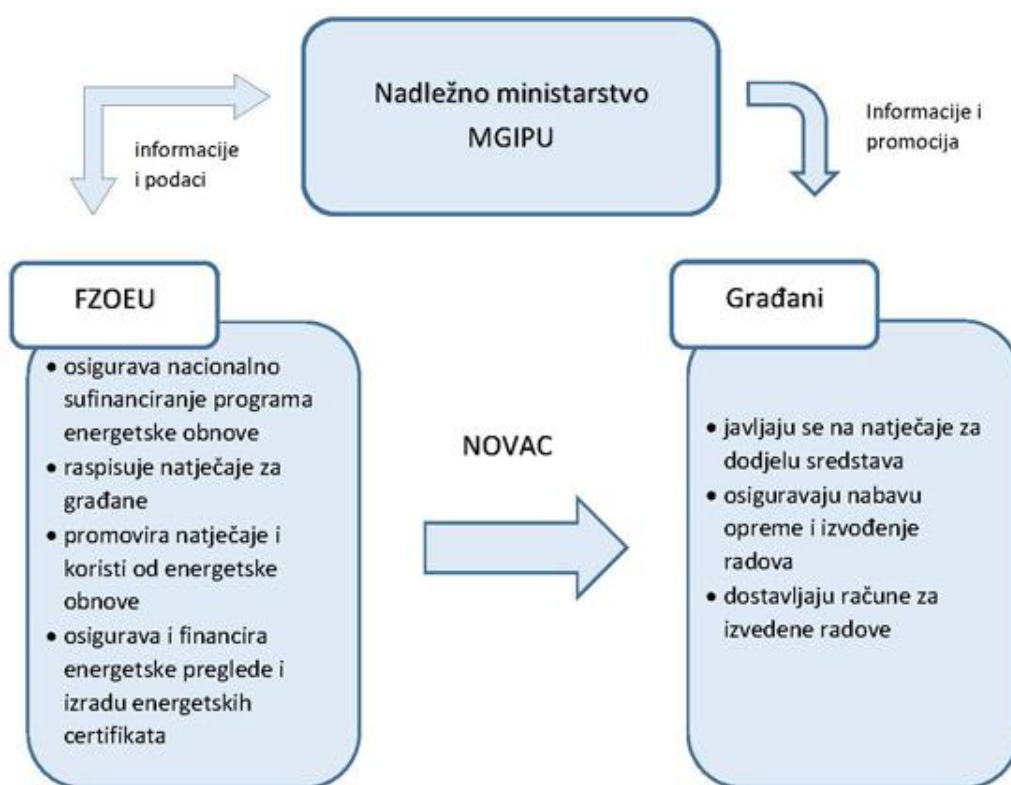 Nadležno ministarstvo
MGIPU
informacije
i podaci
Informacije i
promocija
FZOEU
• osigurava nacionalno
sufinanciranje programa
energetske obnove
• raspisuje natječaje za
građane
• promovira natječaje i
koristi od energetske
obnove
• osigurava i financira
energetske preglede i
izradu energetskih
certifikata
NOVAC
Građani
• javljaju se na natječaje za
dodjelu sredstava
• osiguravaju nabavu
opreme i izvođenje
radova
• dostavljaju račune za
izvedene radove